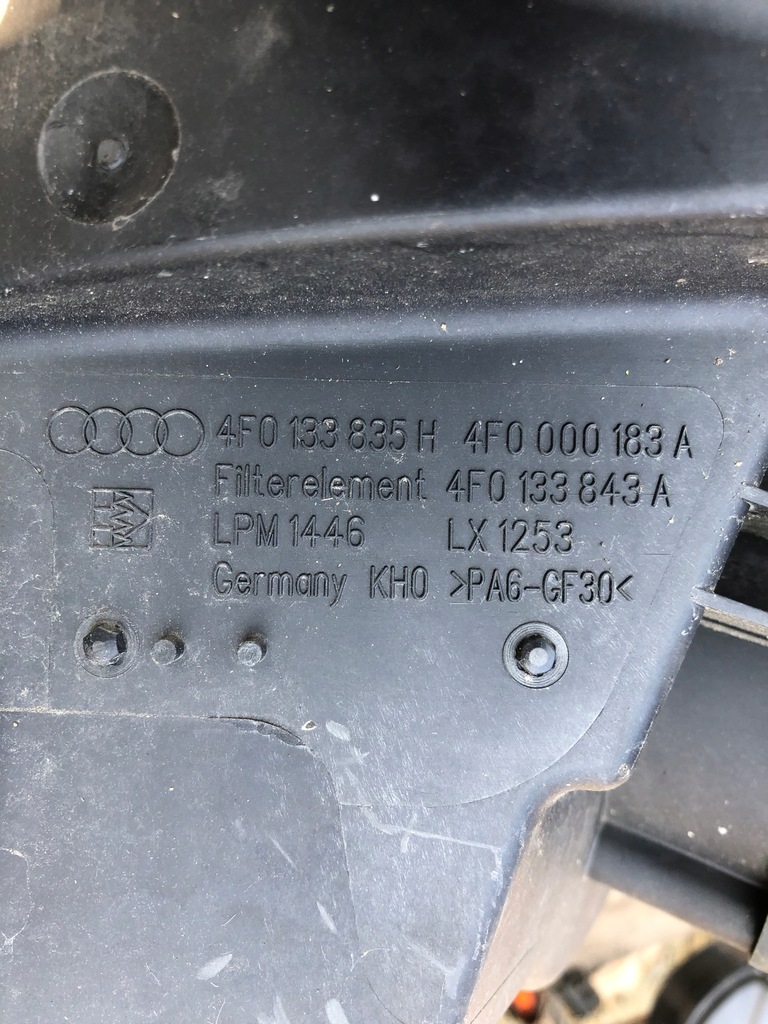 4F0 133 835 H 4F0 000 183 A
Filterelement 4F0 133 843 A
LPM 1446 LX 1253
Germany KHO >PA6-GF30<